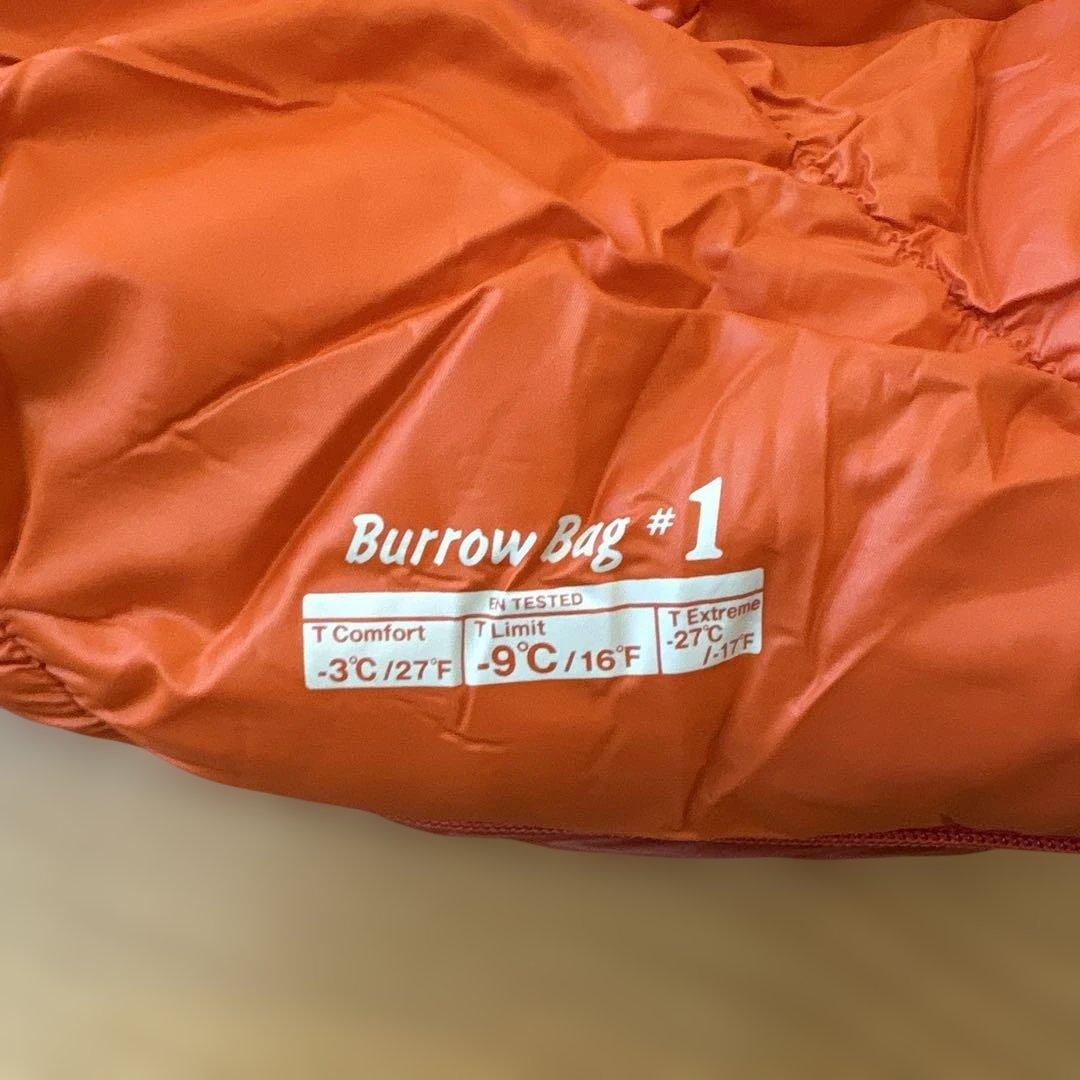 Burrow Bag #1
EN TESTED
T Comfort
-3°C/27°F
T Limit
-9°C/16°F
T Extreme
-27°C
/-17°F